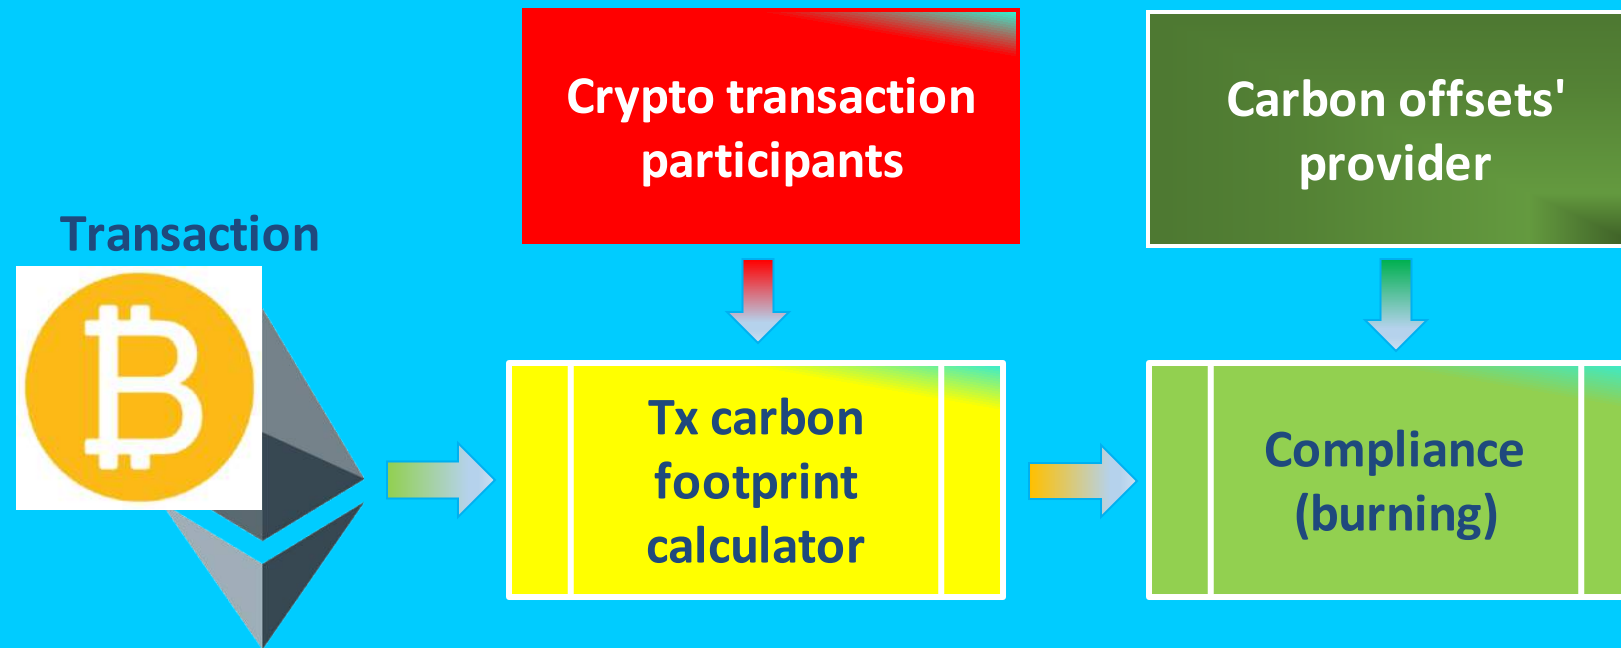 Crypto transaction
participants
Carbon offsets'
provider
Transaction
Tx carbon
footprint
calculator
Compliance
(burning)